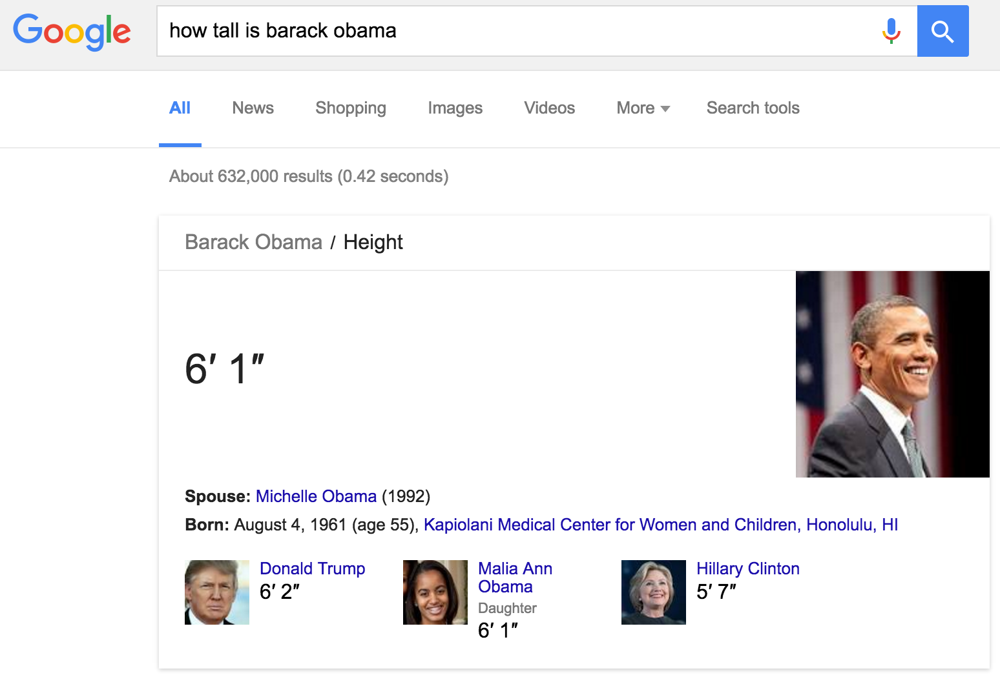 Google
how tall is barack obama
All News Shopping Images Videos More Search tools
About 632,000 results (0.42 seconds)
Barack Obama / Height
6′ 1″
Spouse: Michelle Obama (1992)
Born: August 4, 1961 (age 55), Kapiolani Medical Center for Women and Children, Honolulu, HI
Donald Trump
6′ 2″
Malia Ann
Obama
Daughter
6′ 1″
Hillary Clinton
5′ 7″